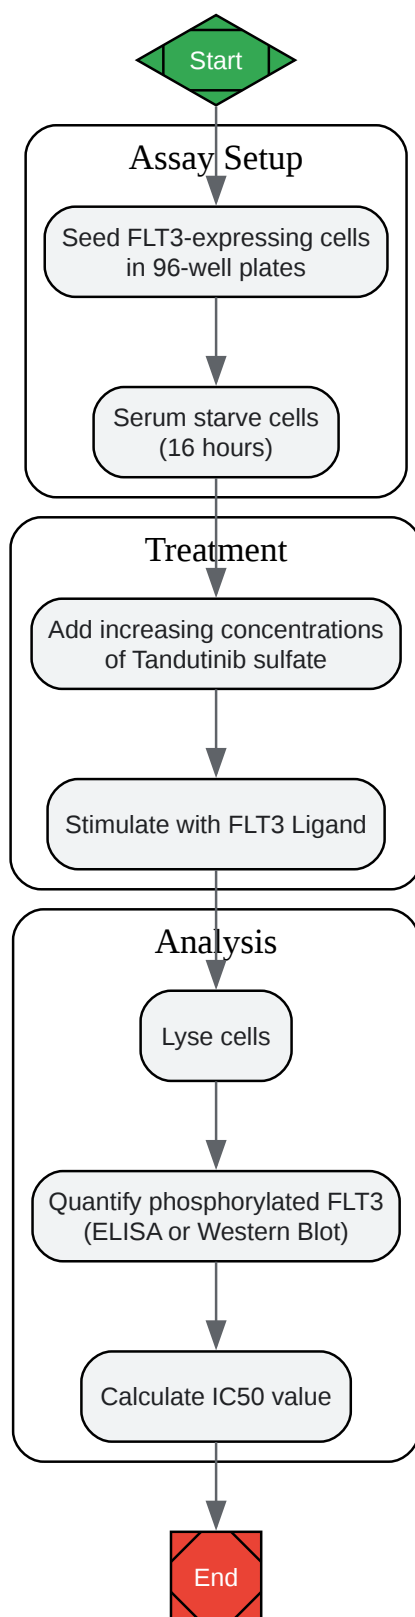 Start
Assay Setup
Seed FLT3-expressing cells
in 96-well plates
Serum starve cells
(16 hours)
Treatment
Add increasing concentrations
of Tandutinib sulfate
Stimulate with FLT3 Ligand
Analysis
Lyse cells
Quantify phosphorylated FLT3
(ELISA or Western Blot)
Calculate IC50 value
End